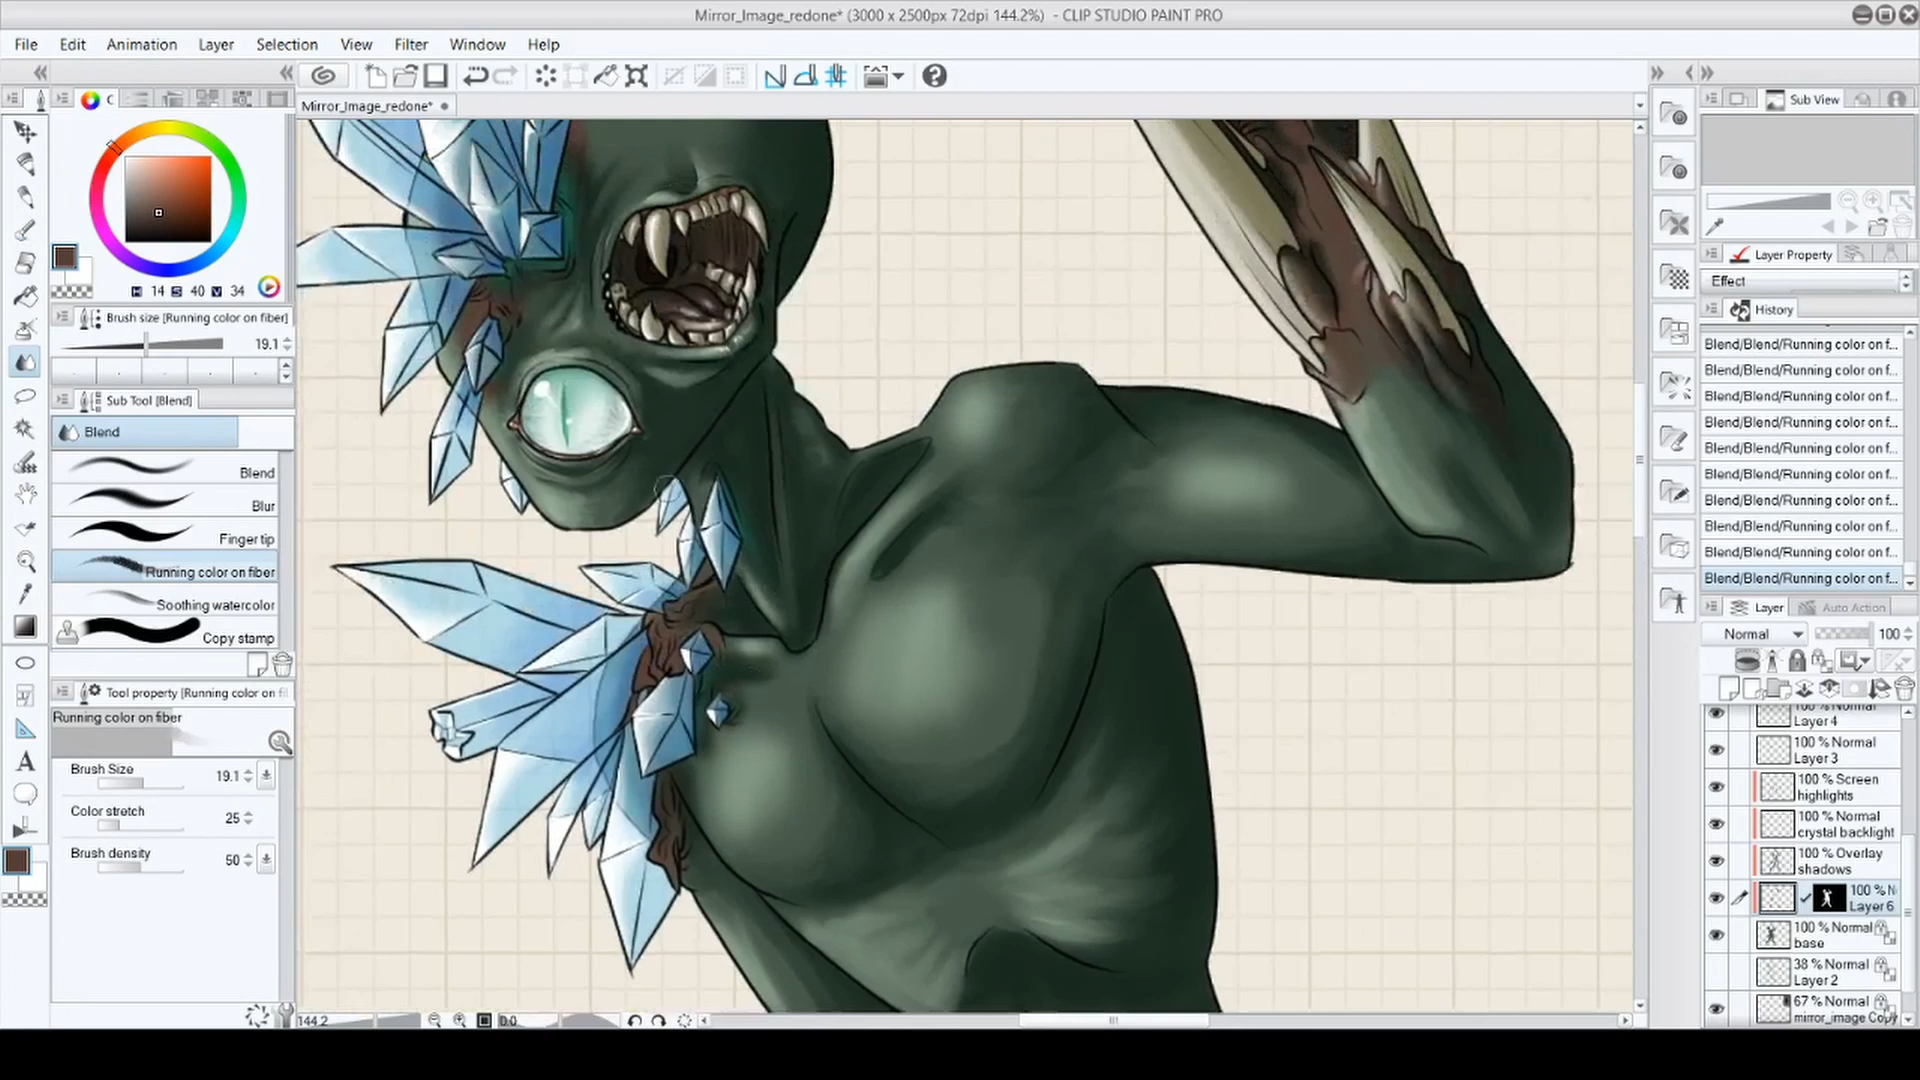 Mirror_Image_redone* (3000 x 2500px 72dpi 144.2%) - CLIP STUDIO PAINT PRO
File Edit Animation Layer Selection View Filter Window Help
Mirror_Image_redone*
C
H 14 S 40 V 34
Brush size [Running color on fiber]
19.1
Sub Tool [Blend]
Blend
Blend
Blur
Finger tip
Running color on fiber
Soothing watercolor
Copy stamp
Tool property [Running color on fi
Running color on fiber
Brush Size 19.1
Color stretch 25
Brush density 50
144.2 0.0
Sub View
Layer Property
Effect
History
Blend/Blend/Running color on f...
Blend/Blend/Running color on f...
Blend/Blend/Running color on f...
Blend/Blend/Running color on f...
Blend/Blend/Running color on f...
Blend/Blend/Running color on f...
Blend/Blend/Running color on f...
Blend/Blend/Running color on f...
Blend/Blend/Running color on f...
Blend/Blend/Running color on f...
Layer Auto Action
Normal 100
100 % Normal
Layer 4
100 % Normal
Layer 3
100 % Screen
highlights
100 % Normal
crystal backlight
100 % Overlay
shadows
100 % N
Layer 6
100 % Normal
base
38 % Normal
Layer 2
67 % Normal
mirror_image Copy